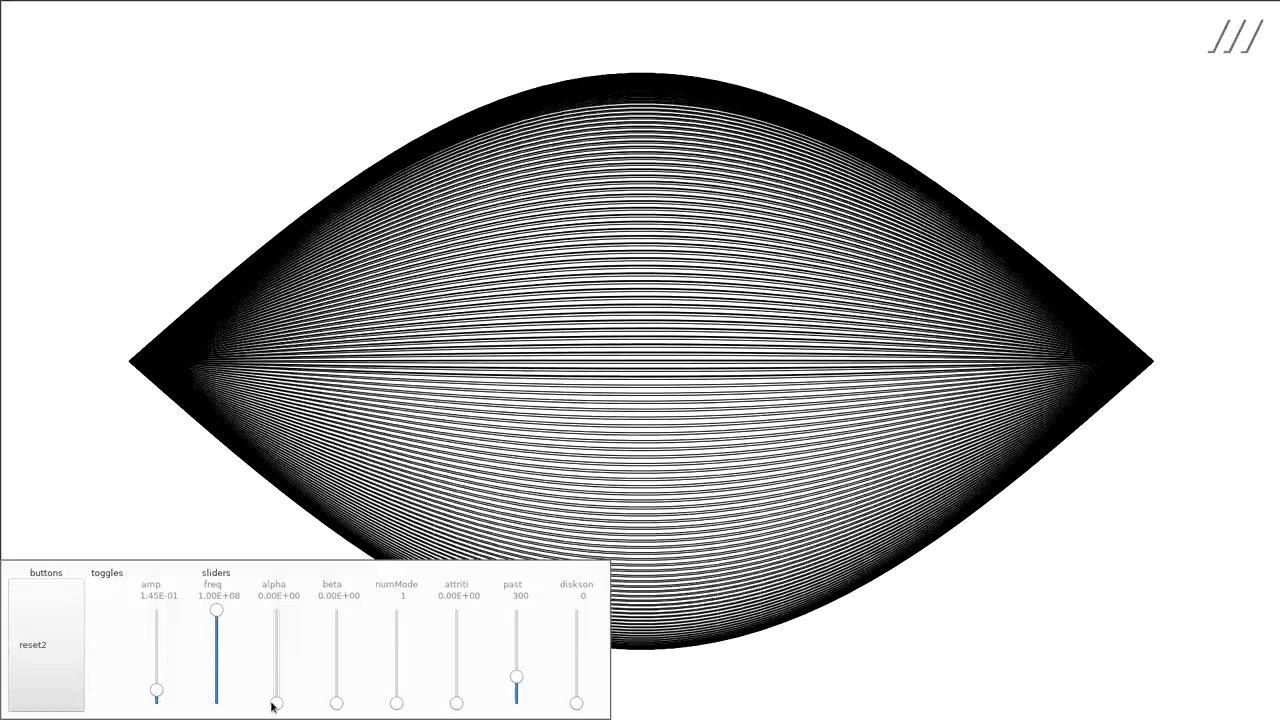 buttons toggles sliders
amp freq alpha beta numMode attriti past diskson
1.45E-01 1.00E+08 0.00E+00 0.00E+00 1 0.00E+00 300 0
reset2